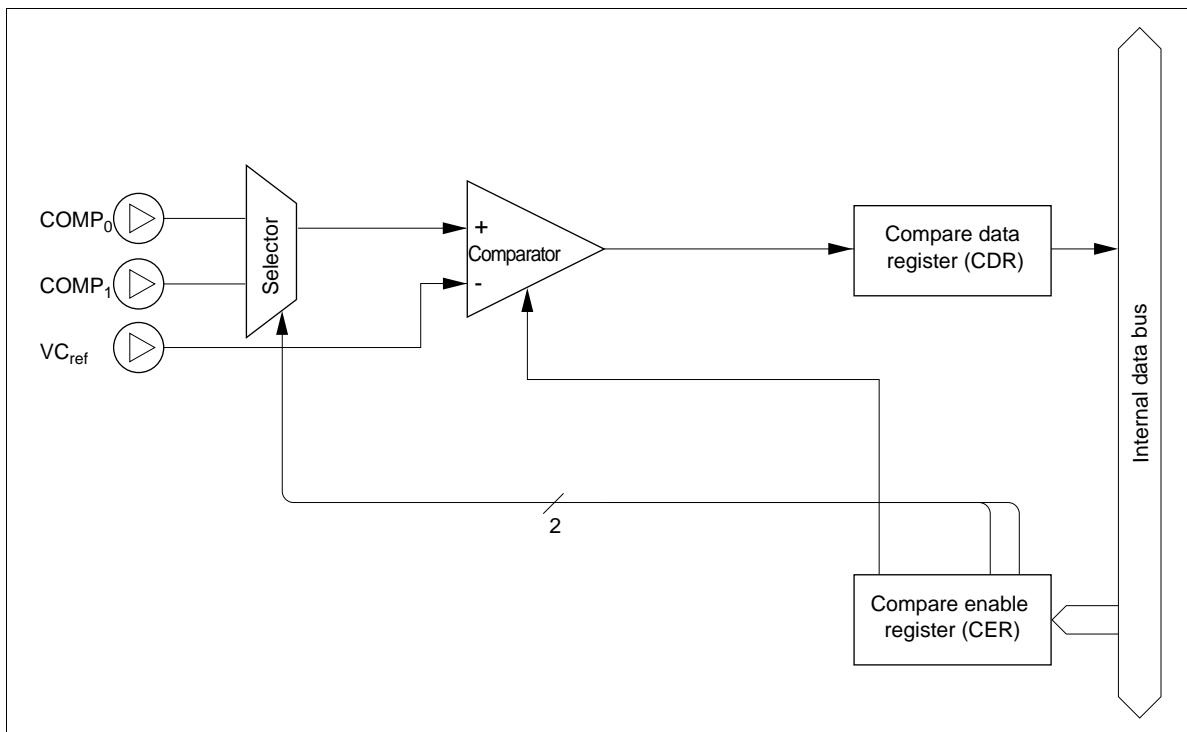 COMP0
COMP1
VCref
Selector
+
Comparator
-
Compare data
register (CDR)
Internal data bus
2
Compare enable
register (CER)